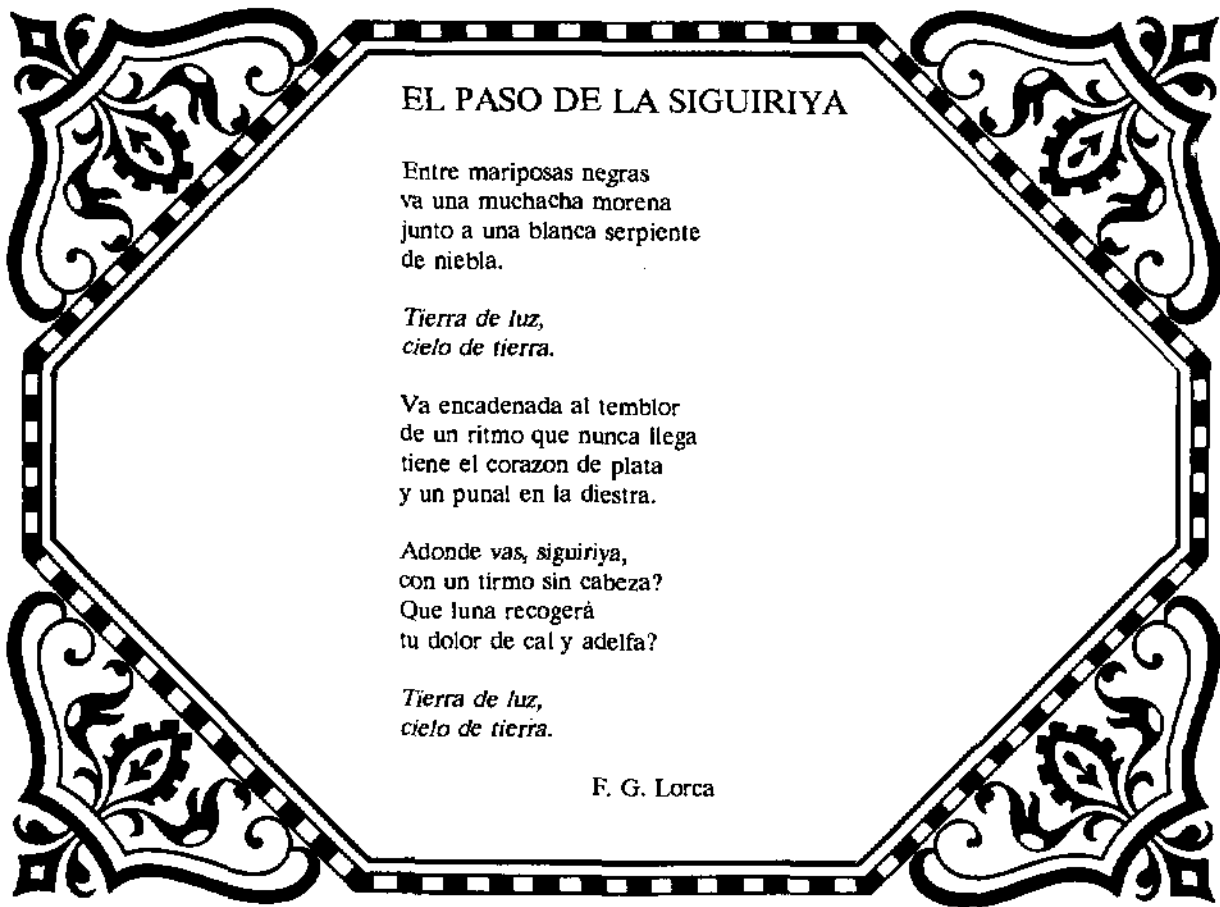 EL PASO DE LA SIGUIRIYA
Entre mariposas negras
va una muchacha morena
junto a una blanca serpiente
de niebla.
Tierra de luz,
cielo de tierra.
Va encadenada al temblor
de un ritmo que nunca llega
tiene el corazon de plata
y un punal en la diestra.
Adonde vas, siguiriya,
con un tirmo sin cabeza?
Que luna recogerà
tu dolor de cal y adelfa?
Tierra de luz,
cielo de tierra.
F. G. Lorca